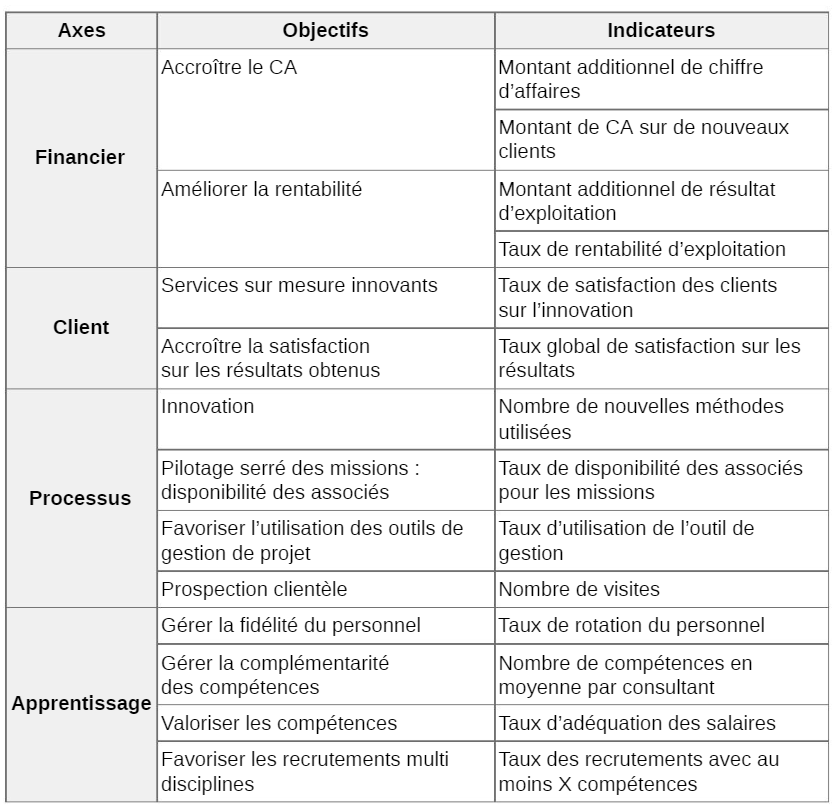 Axes Objectifs Indicateurs
Financier
Accroître le CA
Montant additionnel de chiffre
d’affaires
Montant de CA sur de nouveaux
clients
Améliorer la rentabilité
Montant additionnel de résultat
d’exploitation
Taux de rentabilité d’exploitation
Client
Services sur mesure innovants
Taux de satisfaction des clients
sur l’innovation
Accroître la satisfaction
sur les résultats obtenus
Taux global de satisfaction sur les
résultats
Processus
Innovation
Nombre de nouvelles méthodes
utilisées
Pilotage serré des missions :
disponibilité des associés
Taux de disponibilité des associés
pour les missions
Favoriser l’utilisation des outils de
gestion de projet
Taux d’utilisation de l’outil de
gestion
Prospection clientèle
Nombre de visites
Apprentissage
Gérer la fidélité du personnel
Taux de rotation du personnel
Gérer la complémentarité
des compétences
Nombre de compétences en
moyenne par consultant
Valoriser les compétences
Taux d’adéquation des salaires
Favoriser les recrutements multi
disciplines
Taux des recrutements avec au
moins X compétences